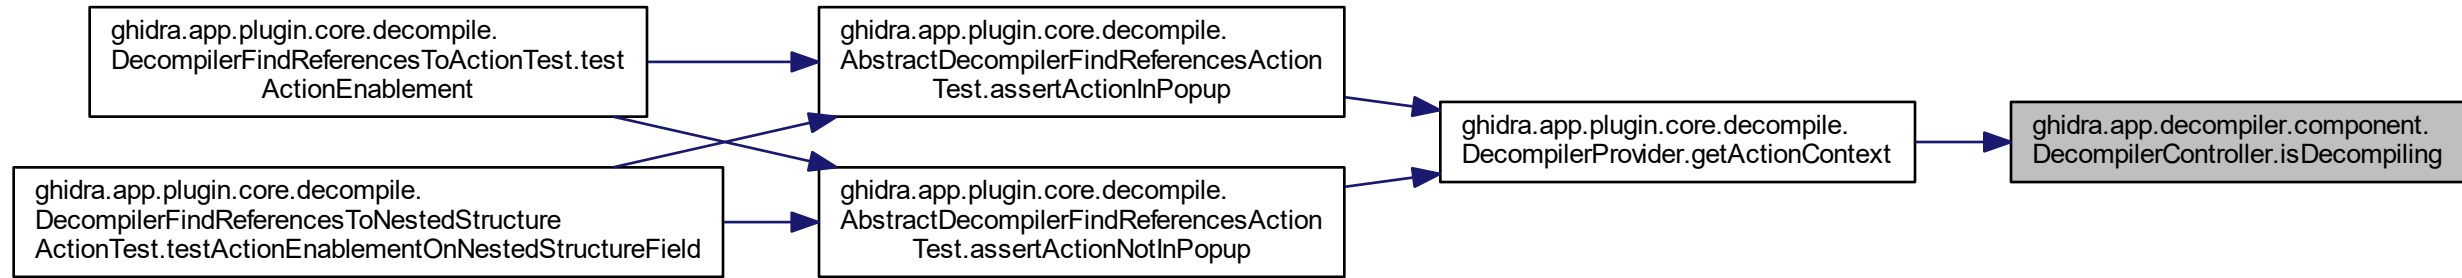 ghidra.app.plugin.core.decompile.
DecompilerFindReferencesToActionTest.test
ActionEnablement
ghidra.app.plugin.core.decompile.
DecompilerFindReferencesToNestedStructure
ActionTest.testActionEnablementOnNestedStructureField
ghidra.app.plugin.core.decompile.
AbstractDecompilerFindReferencesAction
Test.assertActionInPopup
ghidra.app.plugin.core.decompile.
AbstractDecompilerFindReferencesAction
Test.assertActionNotInPopup
ghidra.app.plugin.core.decompile.
DecompilerProvider.getActionContext
ghidra.app.decompiler.component.
DecompilerController.isDecompiling